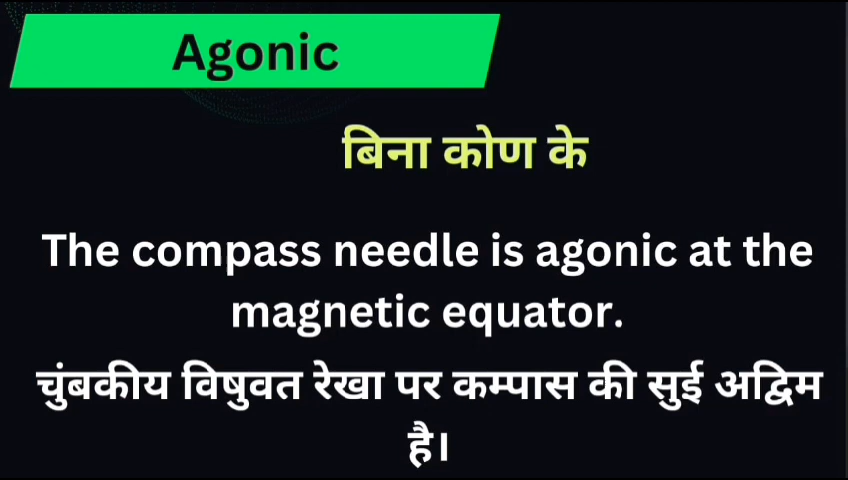 Agonic
बिना कोण के
The compass needle is agonic at the
magnetic equator.
चुंबकीय विषुवत रेखा पर कम्पास की सुई अद्विम
है।